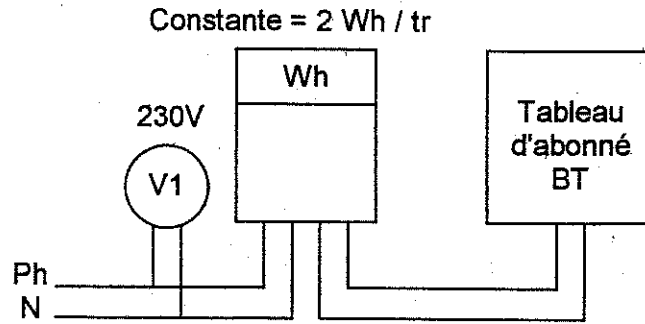 Constante = 2 Wh / tr
Wh
230V
V1
Tableau
d'abonné
BT
Ph
N